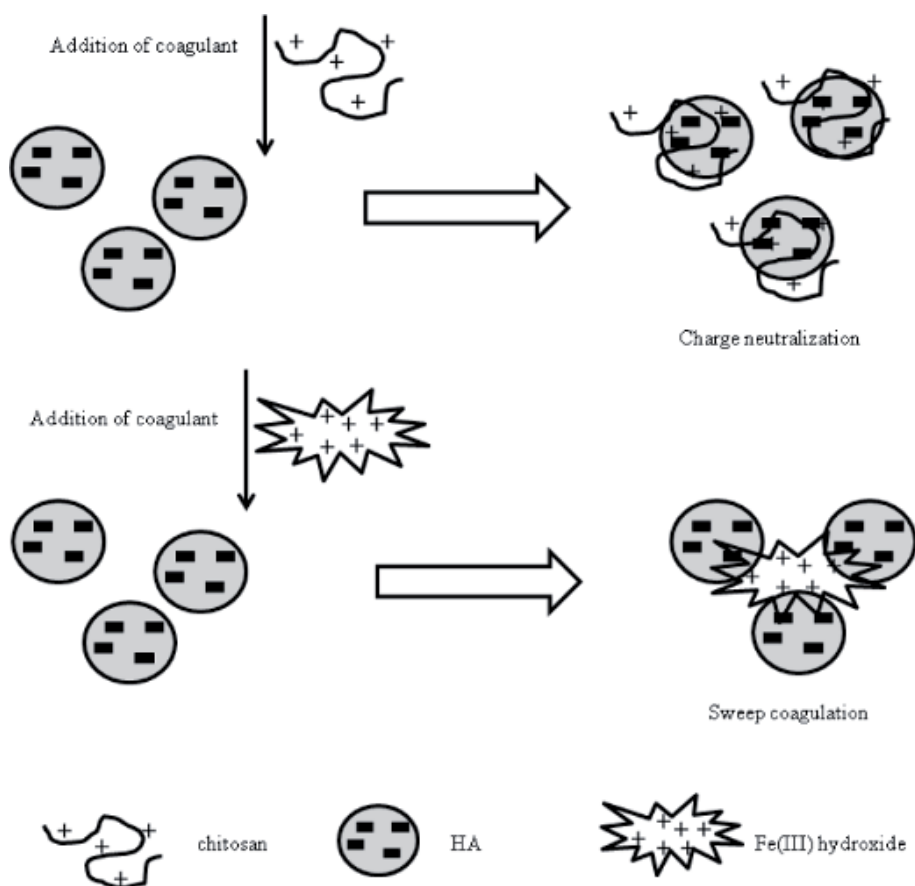 Addition of coagulant
Charge neutralization
Addition of coagulant
Sweep coagulation
chitosan
HA
Fe(III) hydroxide